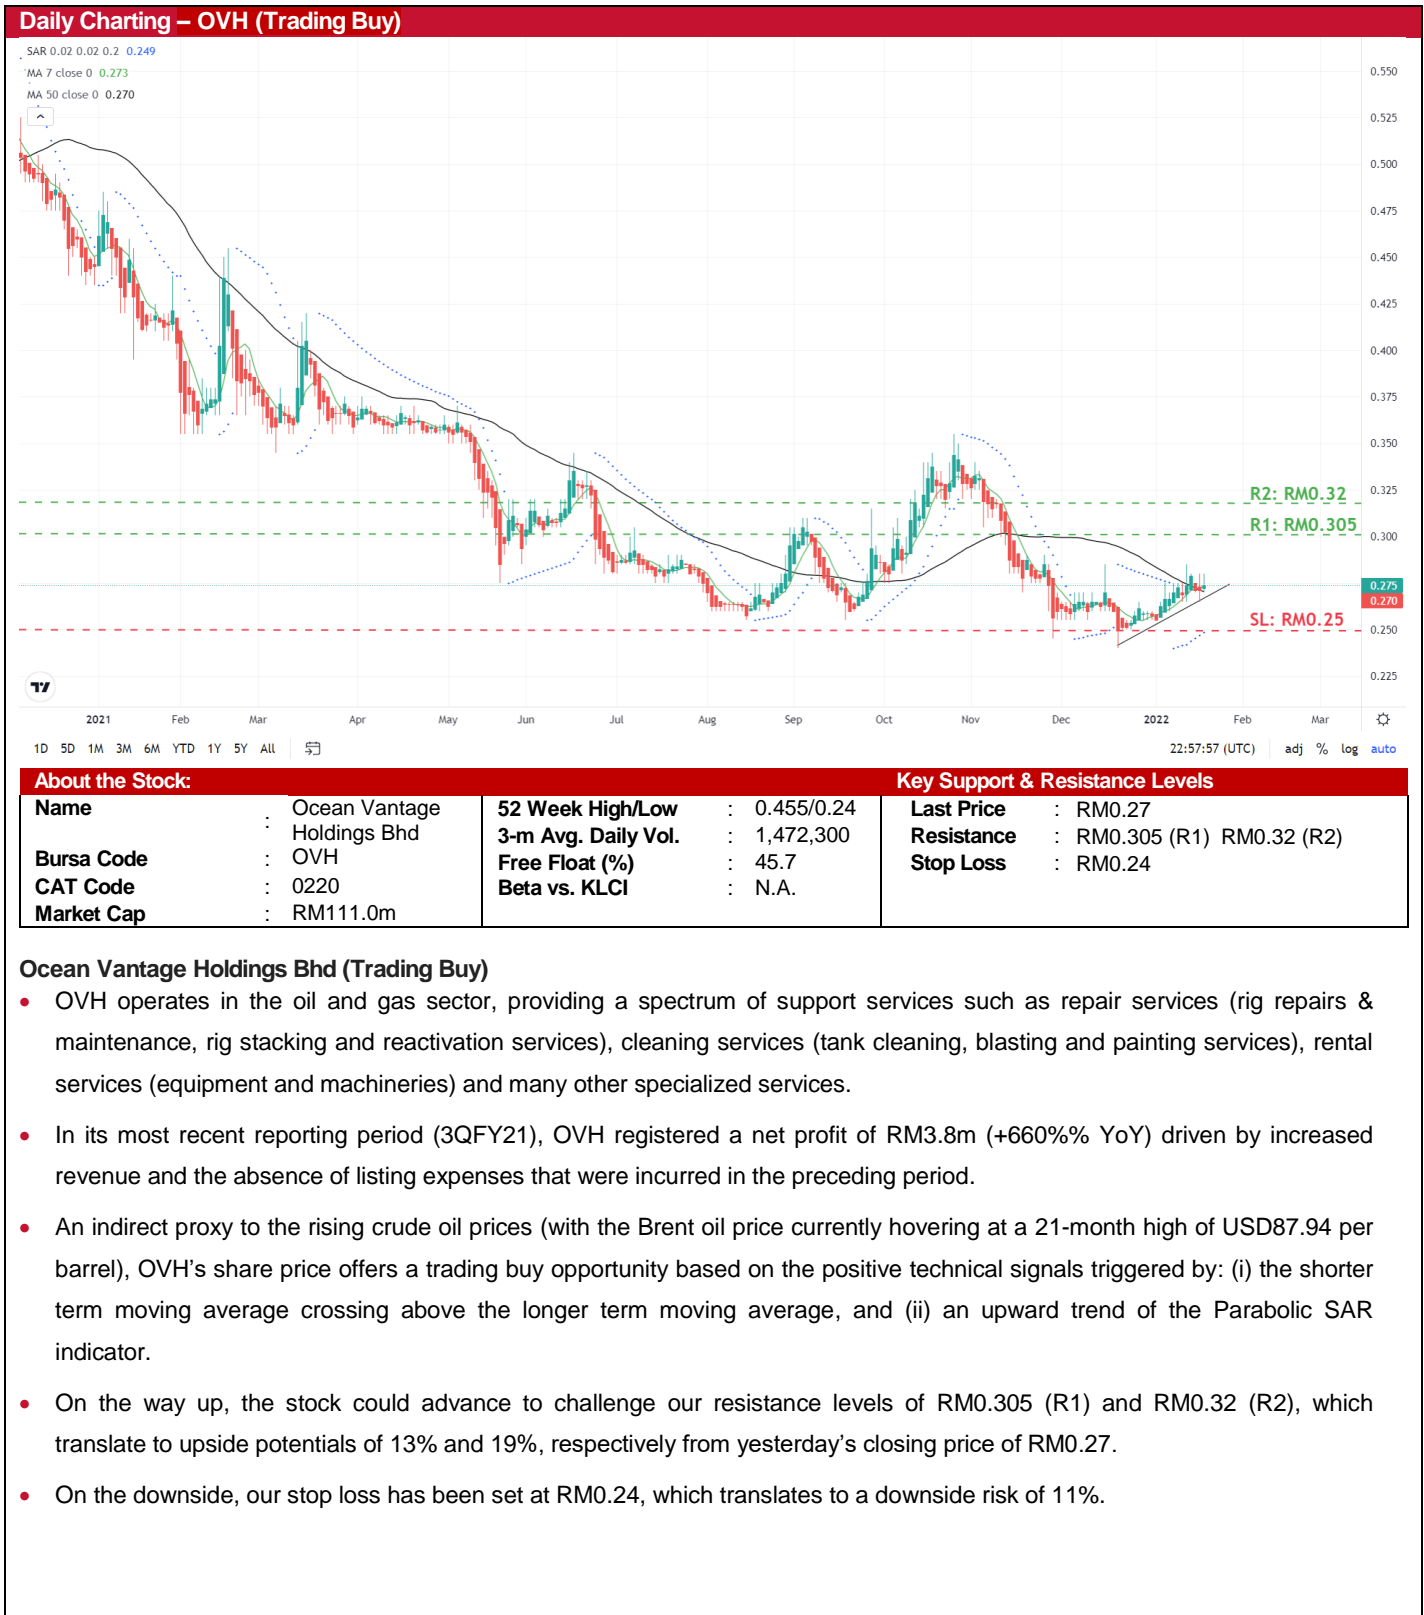 Daily Charting – OVH (Trading Buy)
SAR 0.02 0.02 0.2 0.249
MA 7 close 0 0.273
MA 50 close 0 0.270
0.550
0.525
0.500
0.475
0.450
0.425
0.400
0.375
0.350
0.325
0.300
0.275
0.270
0.250
0.225
R2: RM0.32
R1: RM0.305
SL: RM0.25
2021 Feb Mar Apr May Jun Jul Aug Sep Oct Nov Dec 2022 Feb Mar
1D 5D 1M 3M 6M YTD 1Y 5Y All 22:57:57 (UTC) adj % log auto
About the Stock: Key Support & Resistance Levels
Name : Ocean Vantage Holdings Bhd
Bursa Code : OVH
CAT Code : 0220
Market Cap : RM111.0m
52 Week High/Low : 0.455/0.24
3-m Avg. Daily Vol. : 1,472,300
Free Float (%) : 45.7
Beta vs. KLCI : N.A.
Last Price : RM0.27
Resistance : RM0.305 (R1) RM0.32 (R2)
Stop Loss : RM0.24
Ocean Vantage Holdings Bhd (Trading Buy)
• OVH operates in the oil and gas sector, providing a spectrum of support services such as repair services (rig repairs &
maintenance, rig stacking and reactivation services), cleaning services (tank cleaning, blasting and painting services), rental
services (equipment and machineries) and many other specialized services.
• In its most recent reporting period (3QFY21), OVH registered a net profit of RM3.8m (+660%% YoY) driven by increased
revenue and the absence of listing expenses that were incurred in the preceding period.
• An indirect proxy to the rising crude oil prices (with the Brent oil price currently hovering at a 21-month high of USD87.94 per
barrel), OVH's share price offers a trading buy opportunity based on the positive technical signals triggered by: (i) the shorter
term moving average crossing above the longer term moving average, and (ii) an upward trend of the Parabolic SAR
indicator.
• On the way up, the stock could advance to challenge our resistance levels of RM0.305 (R1) and RM0.32 (R2), which
translate to upside potentials of 13% and 19%, respectively from yesterday's closing price of RM0.27.
• On the downside, our stop loss has been set at RM0.24, which translates to a downside risk of 11%.